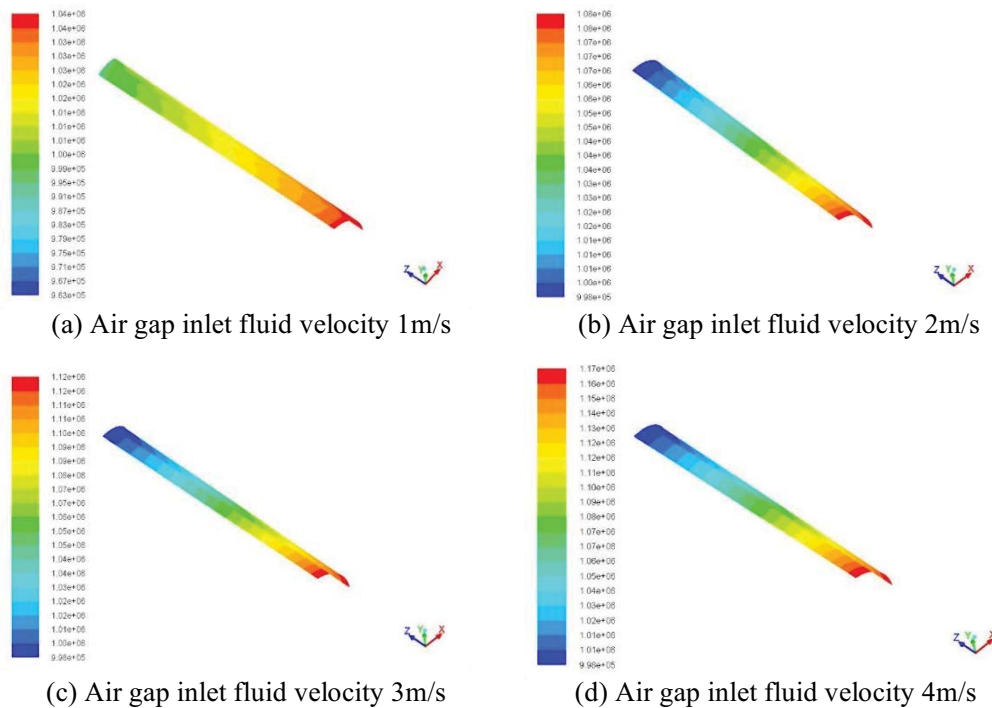 1.04e+06
1.04e+06
1.03e+06
1.03e+06
1.03e+06
1.02e+06
1.02e+06
1.01e+06
1.01e+06
1.01e+06
1.00e+06
9.99e+05
9.95e+05
9.91e+05
9.87e+05
9.83e+05
9.79e+05
9.75e+05
9.71e+05
9.67e+05
9.63e+05
Z Y X
(a) Air gap inlet fluid velocity 1m/s
1.08e+06
1.08e+06
1.07e+06
1.07e+06
1.06e+06
1.06e+06
1.06e+06
1.05e+06
1.05e+06
1.04e+06
1.04e+06
1.03e+06
1.03e+06
1.03e+06
1.02e+06
1.02e+06
1.01e+06
1.01e+06
1.01e+06
1.00e+06
9.98e+05
Z Y X
(b) Air gap inlet fluid velocity 2m/s
1.12e+06
1.12e+06
1.11e+06
1.11e+06
1.10e+06
1.09e+06
1.09e+06
1.08e+06
1.07e+06
1.07e+06
1.06e+06
1.05e+06
1.05e+06
1.04e+06
1.04e+06
1.03e+06
1.02e+06
1.02e+06
1.01e+06
1.00e+06
9.98e+05
Z Y X
(c) Air gap inlet fluid velocity 3m/s
1.17e+06
1.16e+06
1.15e+06
1.14e+06
1.13e+06
1.12e+06
1.12e+06
1.11e+06
1.10e+06
1.09e+06
1.08e+06
1.07e+06
1.07e+06
1.06e+06
1.05e+06
1.04e+06
1.03e+06
1.02e+06
1.01e+06
1.01e+06
9.98e+05
Z Y X
(d) Air gap inlet fluid velocity 4m/s